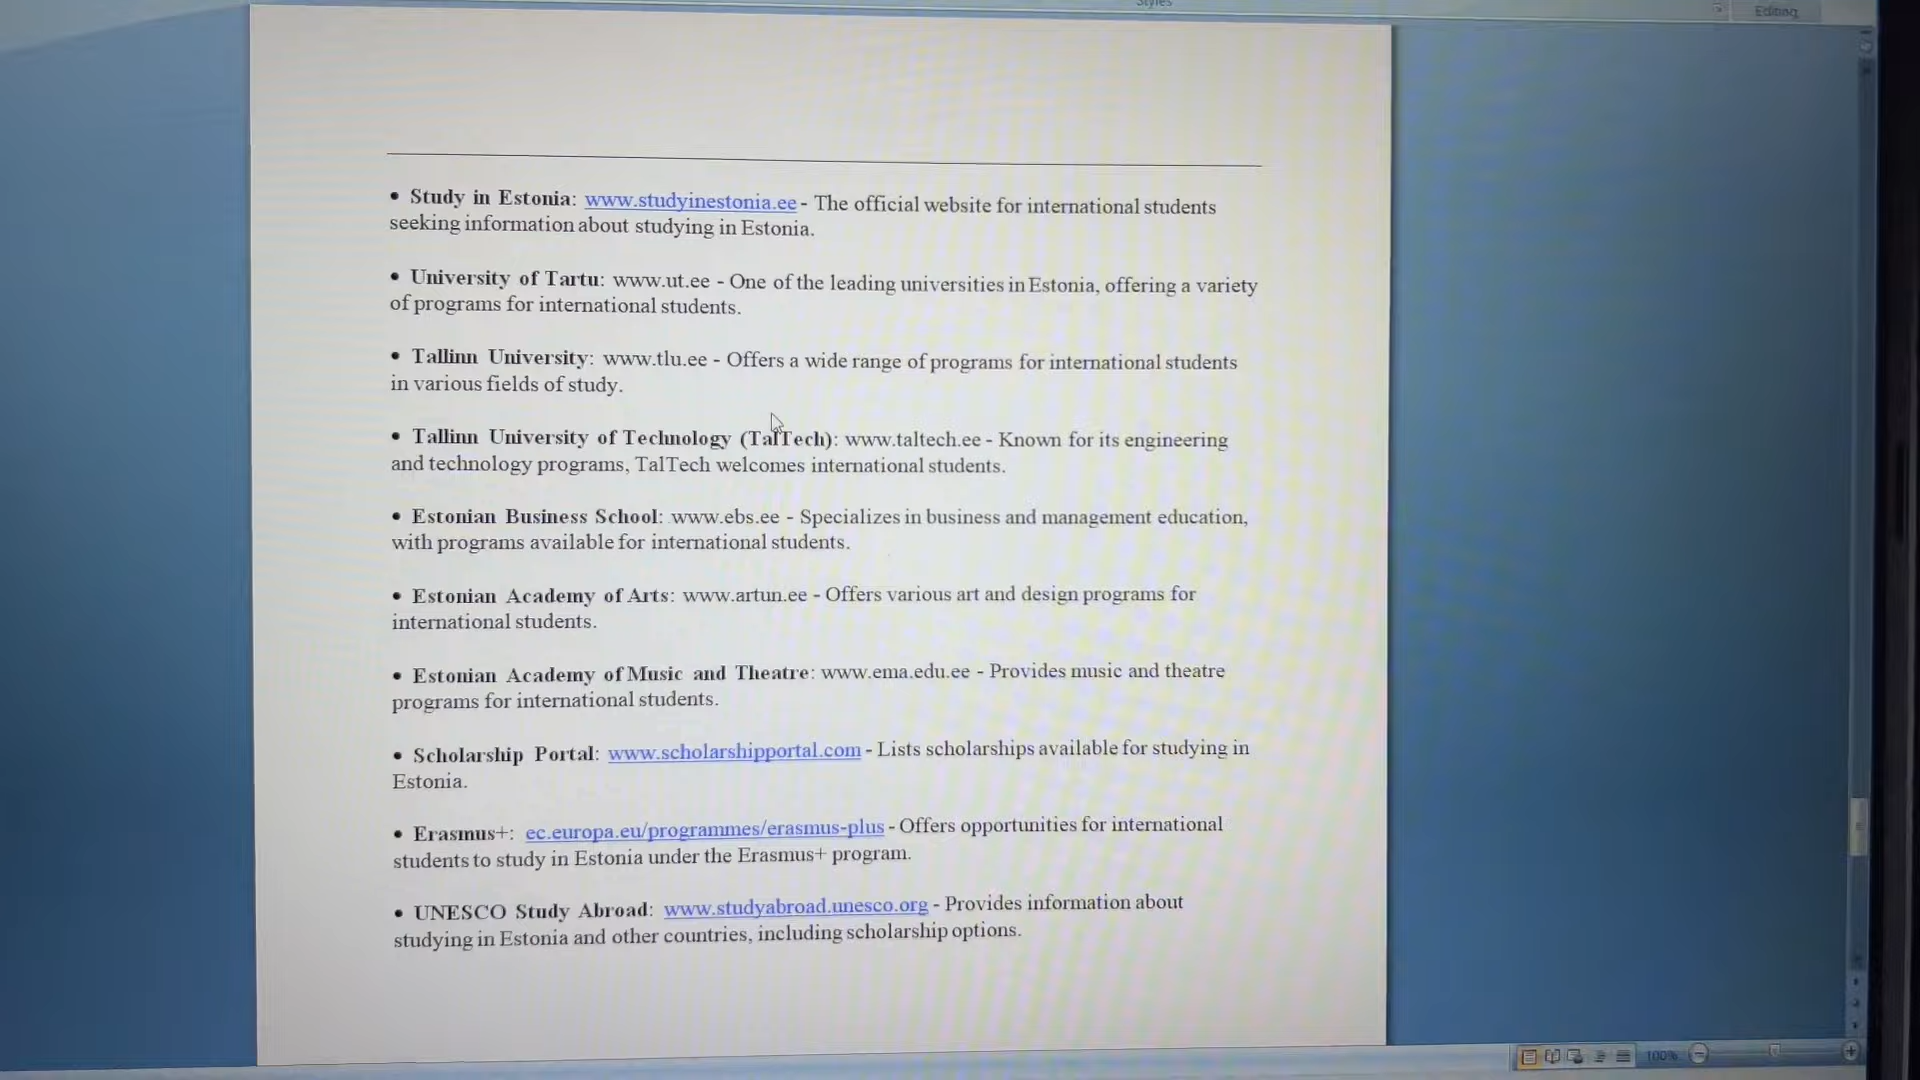 Styles
Editing
• Study in Estonia: www.studyinestonia.ee - The official website for international students
seeking information about studying in Estonia.
• University of Tartu: www.ut.ee - One of the leading universities in Estonia, offering a variety
of programs for international students.
• Tallinn University: www.tlu.ee - Offers a wide range of programs for international students
in various fields of study.
• Tallinn University of Technology (TalTech): www.taltech.ee - Known for its engineering
and technology programs, TalTech welcomes international students.
• Estonian Business School: www.ebs.ee - Specializes in business and management education,
with programs available for international students.
• Estonian Academy of Arts: www.artun.ee - Offers various art and design programs for
international students.
• Estonian Academy of Music and Theatre: www.ema.edu.ee - Provides music and theatre
programs for international students.
• Scholarship Portal: www.scholarshipportal.com - Lists scholarships available for studying in
Estonia.
• Erasmus+: ec.europa.eu/programmes/erasmus-plus - Offers opportunities for international
students to study in Estonia under the Erasmus+ program.
• UNESCO Study Abroad: www.studyabroad.unesco.org - Provides information about
studying in Estonia and other countries, including scholarship options.
100%